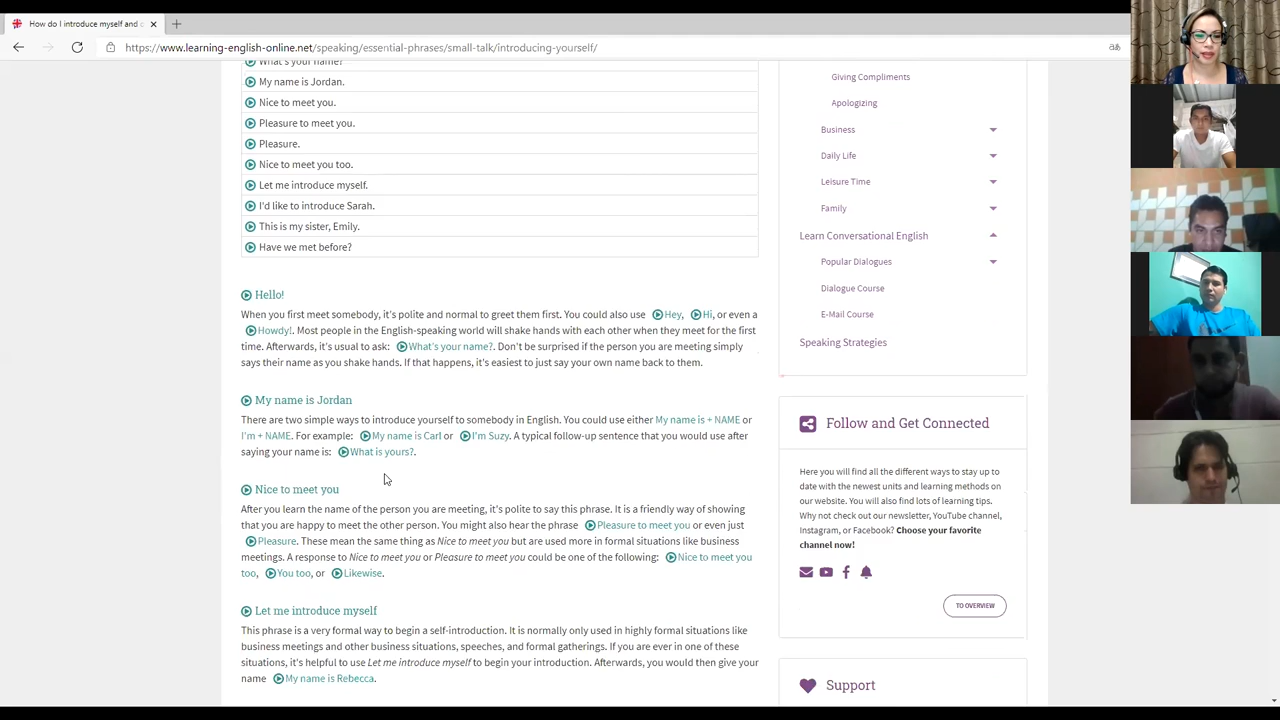 How do I introduce myself and
https://www.learning-english-online.net/speaking/essential-phrases/small-talk/introducing-yourself/
What's your name?
My name is Jordan.
Nice to meet you.
Pleasure to meet you.
Pleasure.
Nice to meet you too.
Let me introduce myself.
I'd like to introduce Sarah.
This is my sister, Emily.
Have we met before?
Hello!
When you first meet somebody, it's polite and normal to greet them first. You could also use Hey, Hi, or even a
Howdy!. Most people in the English-speaking world will shake hands with each other when they meet for the first
time. Afterwards, it's usual to ask: What's your name?. Don't be surprised if the person you are meeting simply
says their name as you shake hands. If that happens, it's easiest to just say your own name back to them.
My name is Jordan
There are two simple ways to introduce yourself to somebody in English. You could use either My name is + NAME or
I'm + NAME. For example: My name is Carl or I'm Suzy. A typical follow-up sentence that you would use after
saying your name is: What is yours?.
Nice to meet you
After you learn the name of the person you are meeting, it's polite to say this phrase. It is a friendly way of showing
that you are happy to meet the other person. You might also hear the phrase Pleasure to meet you or even just
Pleasure. These mean the same thing as Nice to meet you but are used more in formal situations like business
meetings. A response to Nice to meet you or Pleasure to meet you could be one of the following: Nice to meet you
too, You too, or Likewise.
Let me introduce myself
This phrase is a very formal way to begin a self-introduction. It is normally only used in highly formal situations like
business meetings and other business situations, speeches, and formal gatherings. If you are ever in one of these
situations, it's helpful to use Let me introduce myself to begin your introduction. Afterwards, you would then give your
name My name is Rebecca.
Giving Compliments
Apologizing
Business
Daily Life
Leisure Time
Family
Learn Conversational English
Popular Dialogues
Dialogue Course
E-Mail Course
Speaking Strategies
Follow and Get Connected
Here you will find all the different ways to stay up to
date with the newest units and learning methods on
our website. You will also find lots of learning tips.
Why not check out our newsletter, YouTube channel,
Instagram, or Facebook? Choose your favorite
channel now!
TO OVERVIEW
Support